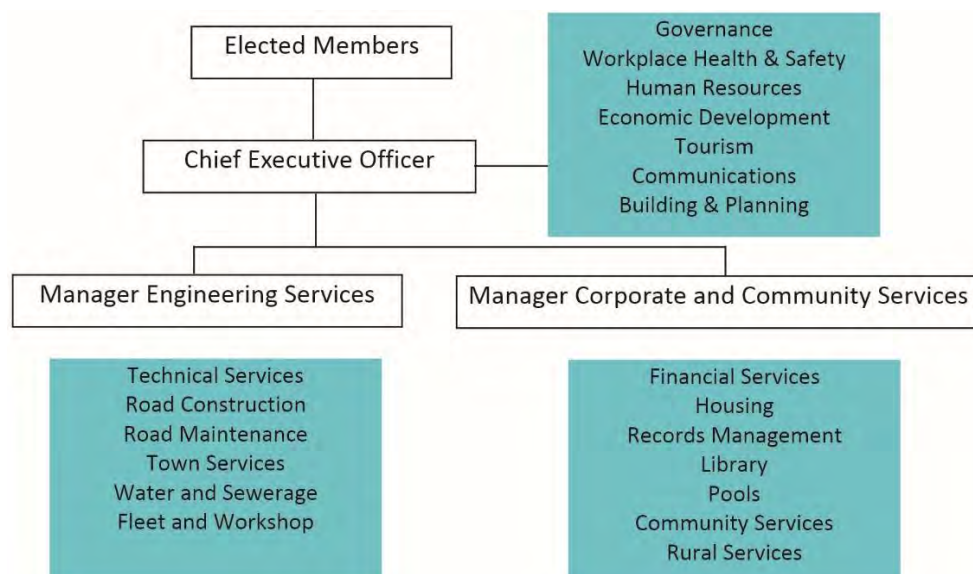 Elected Members
Governance
Workplace Health & Safety
Human Resources
Economic Development
Tourism
Communications
Building & Planning
Chief Executive Officer
Manager Engineering Services
Manager Corporate and Community Services
Technical Services
Road Construction
Road Maintenance
Town Services
Water and Sewerage
Fleet and Workshop
Financial Services
Housing
Records Management
Library
Pools
Community Services
Rural Services